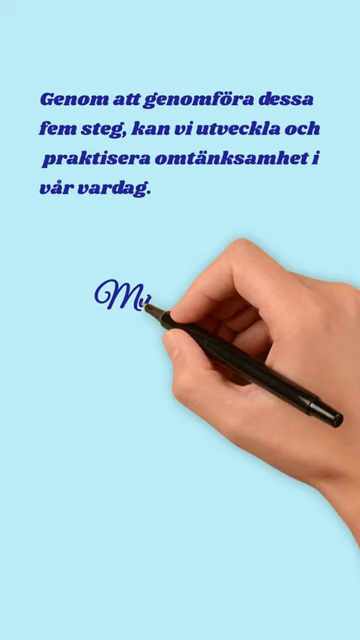 Genom att genomföra dessa
fem steg, kan vi utveckla och
praktisera omtänksamhet i
vår vardag.